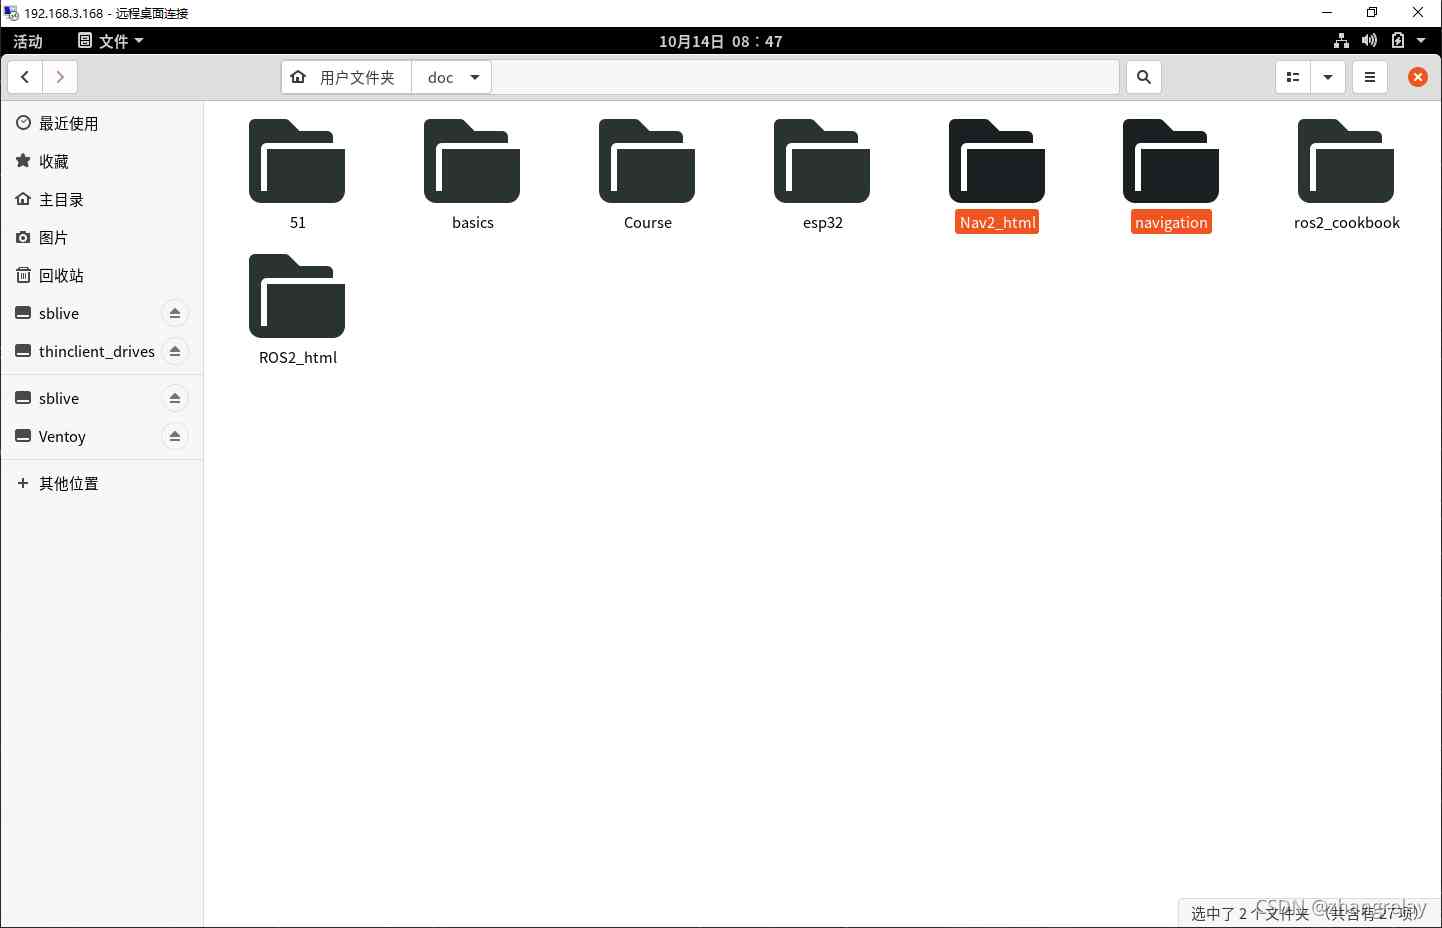 192.168.3.168 - 远程桌面连接
活动 文件 10月14日 08：47
用户文件夹 doc
最近使用
收藏
主目录
图片
回收站
sblive
thinclient_drives
sblive
Ventoy
其他位置
51 basics Course esp32 Nav2_html navigation ros2_cookbook
ROS2_html
选中了 2 个文件夹 （共含有 27 项）
CSDN @zhangrelay